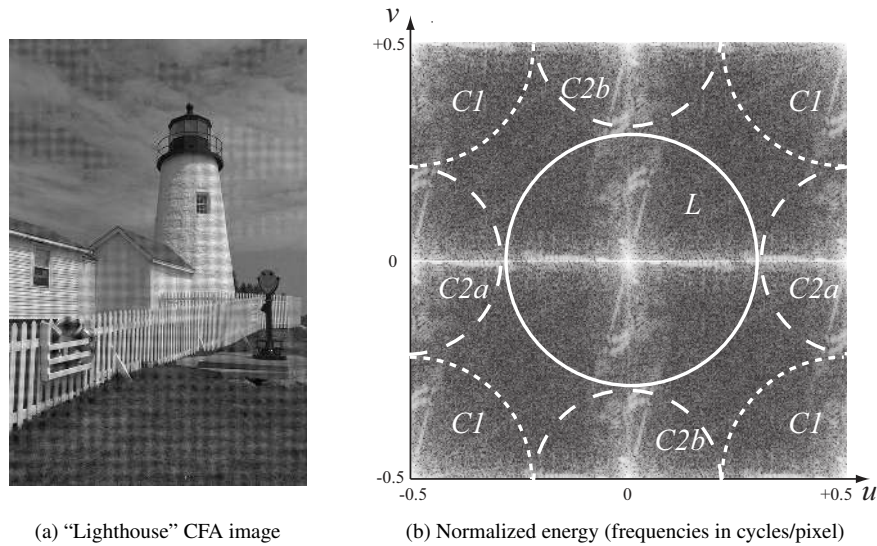 v
+0.5
C2b
C1
C1
L
0
C2a
C2a
C1
C2b
C1
-0.5
-0.5
0
+0.5
u
(a) “Lighthouse” CFA image
(b) Normalized energy (frequencies in cycles/pixel)